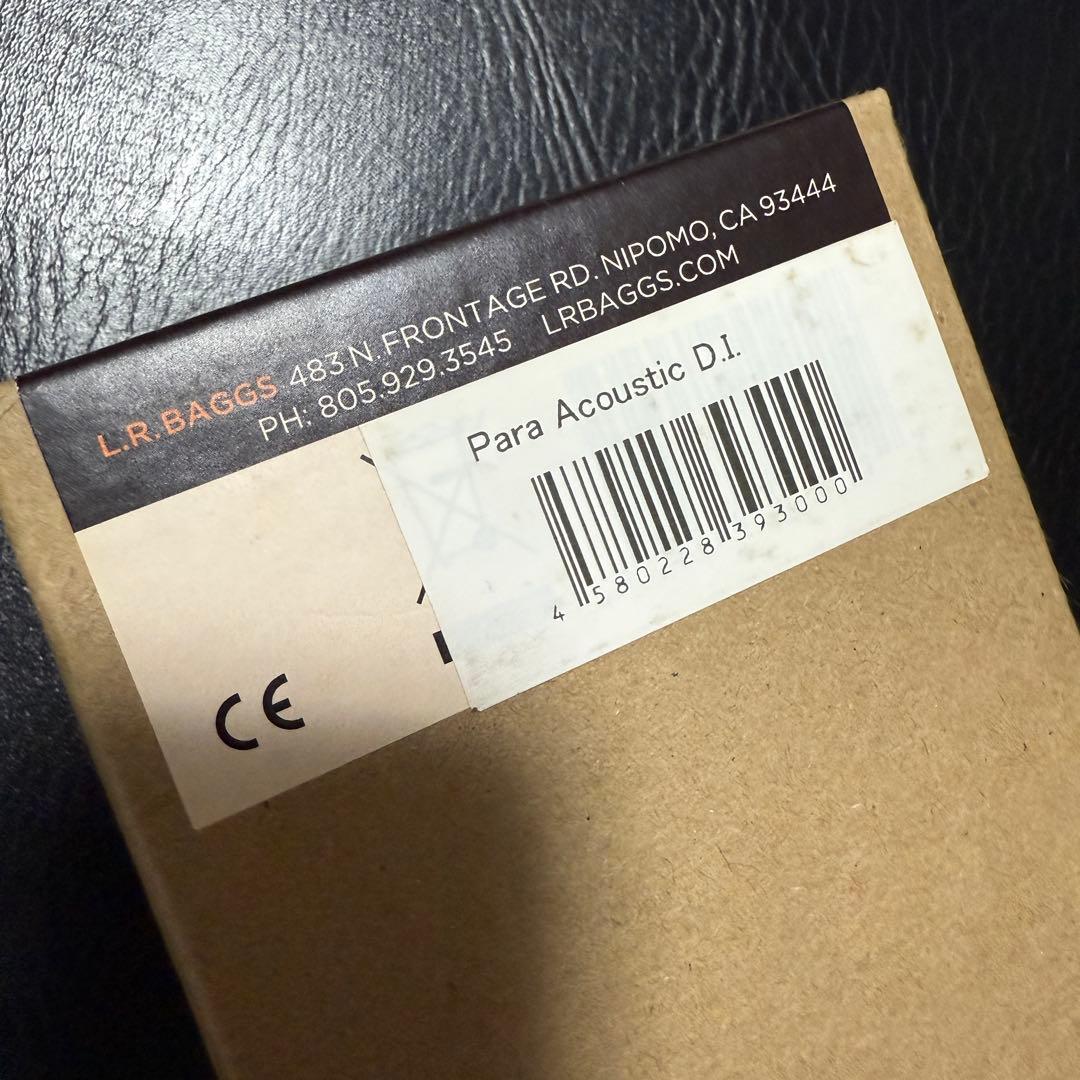 L.R.BAGGS 483 N. FRONTAGE RD. NIPOMO, CA 93444
PH: 805.929.3545 LRBAGGS.COM
Para Acoustic D.I.
4 580228 393000
CE